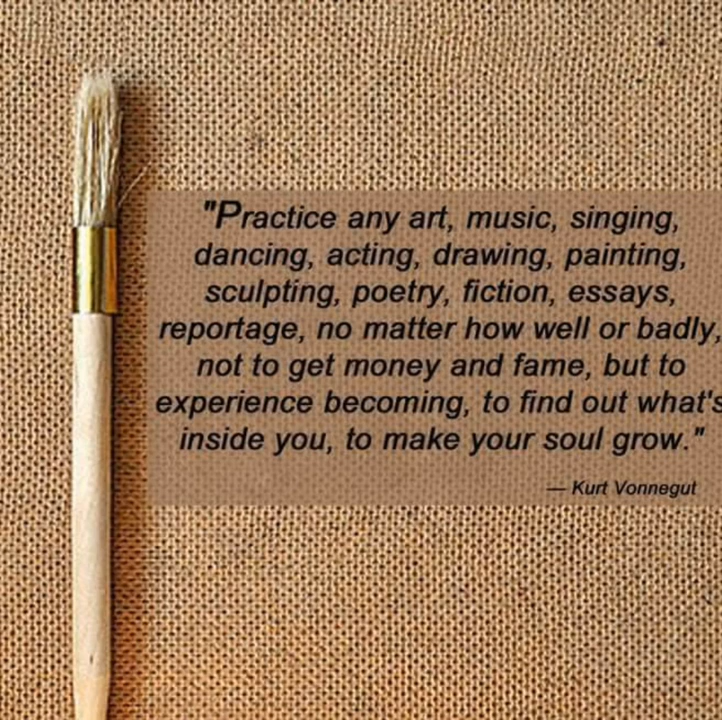 "Practice any art, music, singing,
dancing, acting, drawing, painting,
sculpting, poetry, fiction, essays,
reportage, no matter how well or badly,
not to get money and fame, but to
experience becoming, to find out what's
inside you, to make your soul grow."
— Kurt Vonnegut